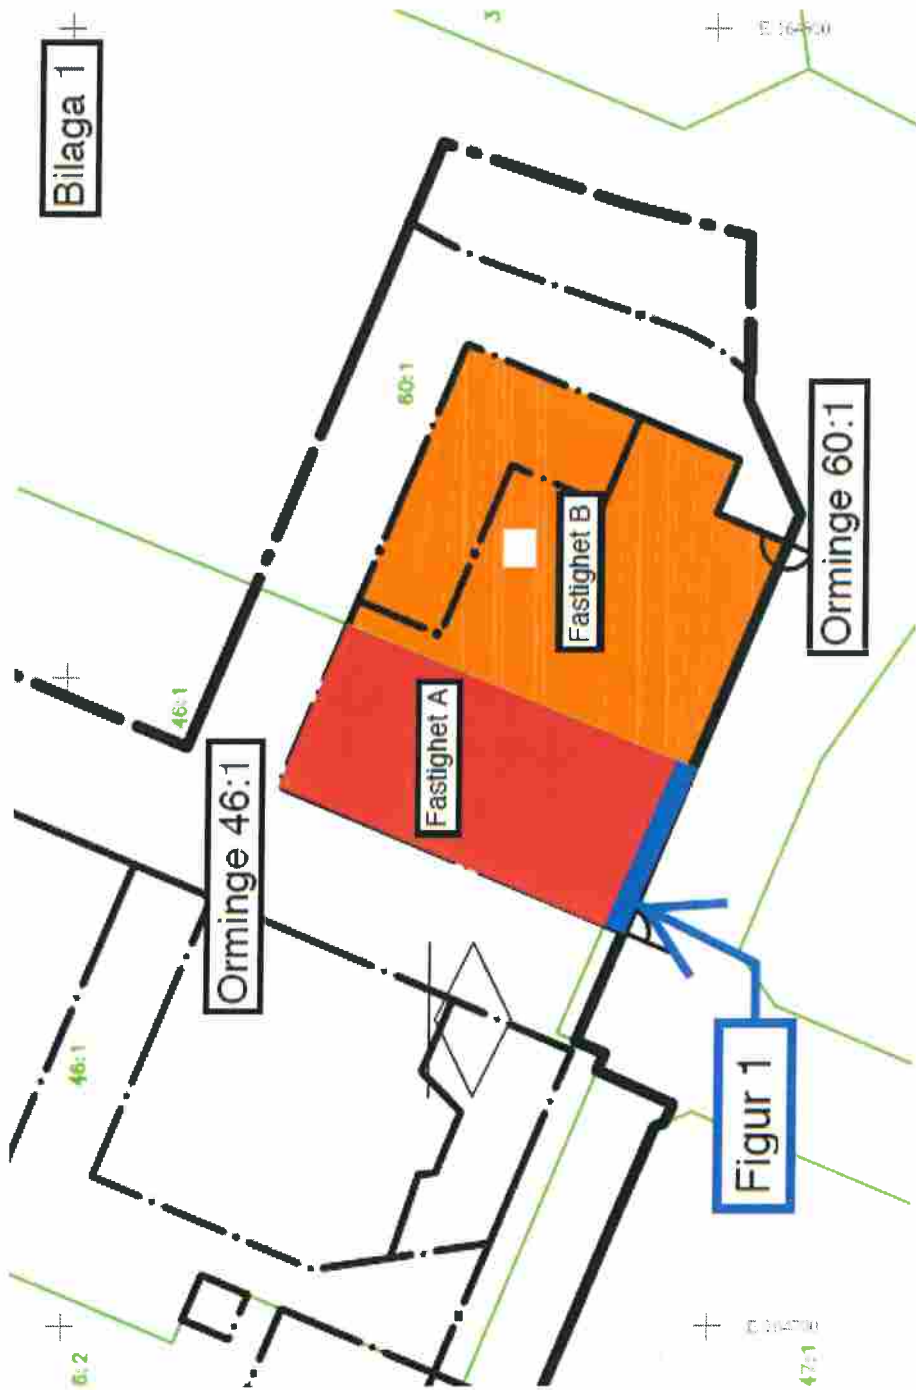 Bilaga 1
6:2
46:1
46:1
Orminge 46:1
60:1
Fastighet A
3
Fastighet B
Figur 1
E 164700
47:1
Orminge 60:1